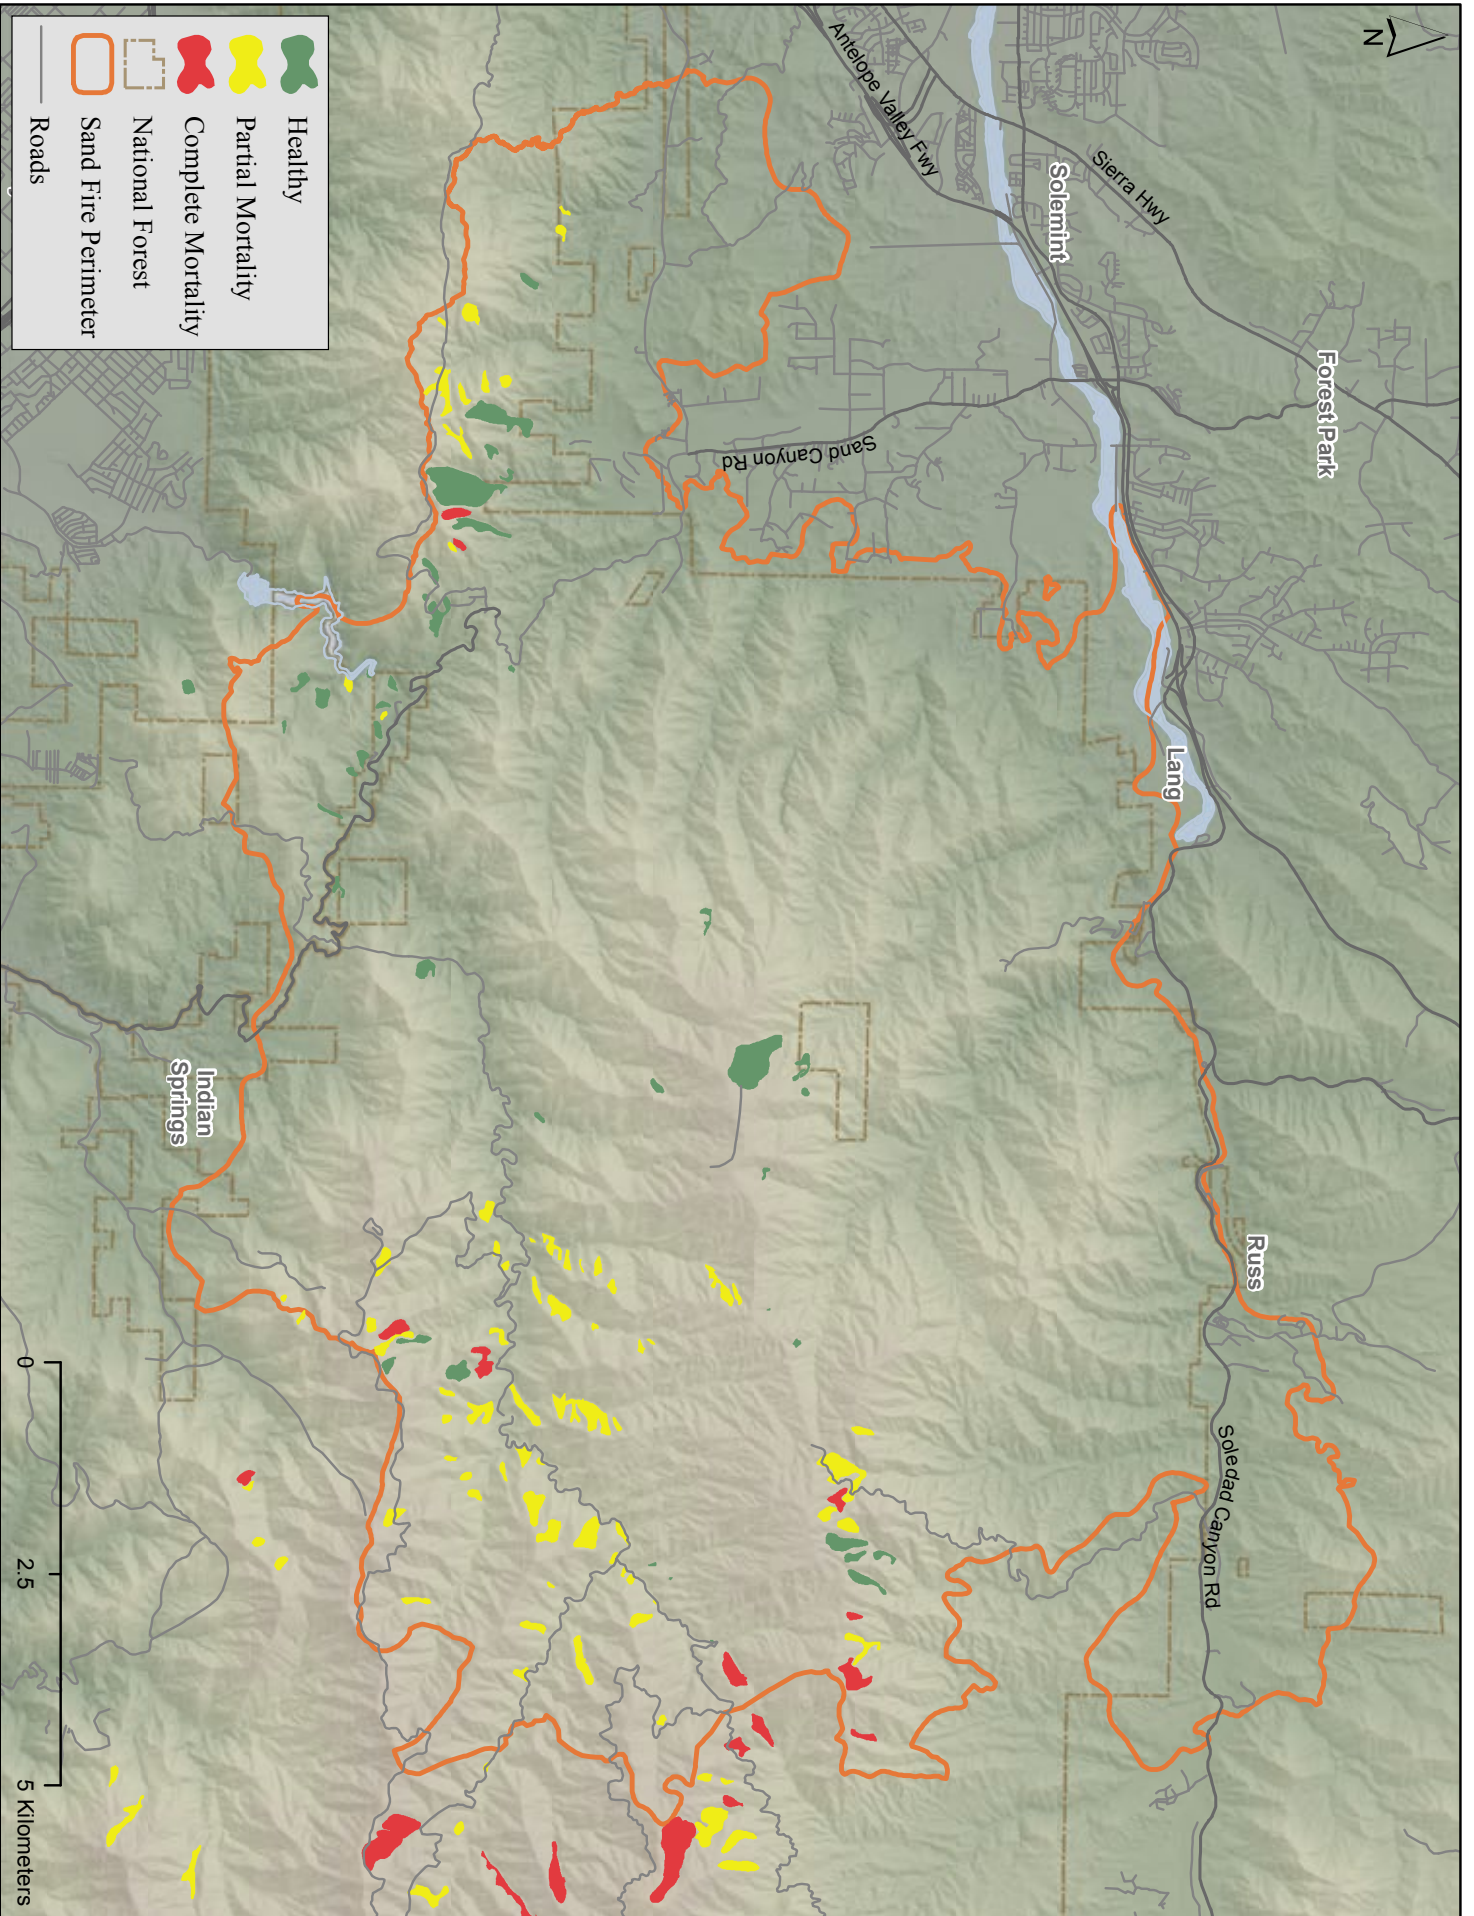 N
Antelope Valley Fwy
Sierra Hwy
Solemint
Forest Park
Sand Canyon Rd
Lang
Russ
Soledad Canyon Rd
Indian
Springs
Healthy
Partial Mortality
Complete Mortality
National Forest
Sand Fire Perimeter
Roads
0 2.5 5 Kilometers